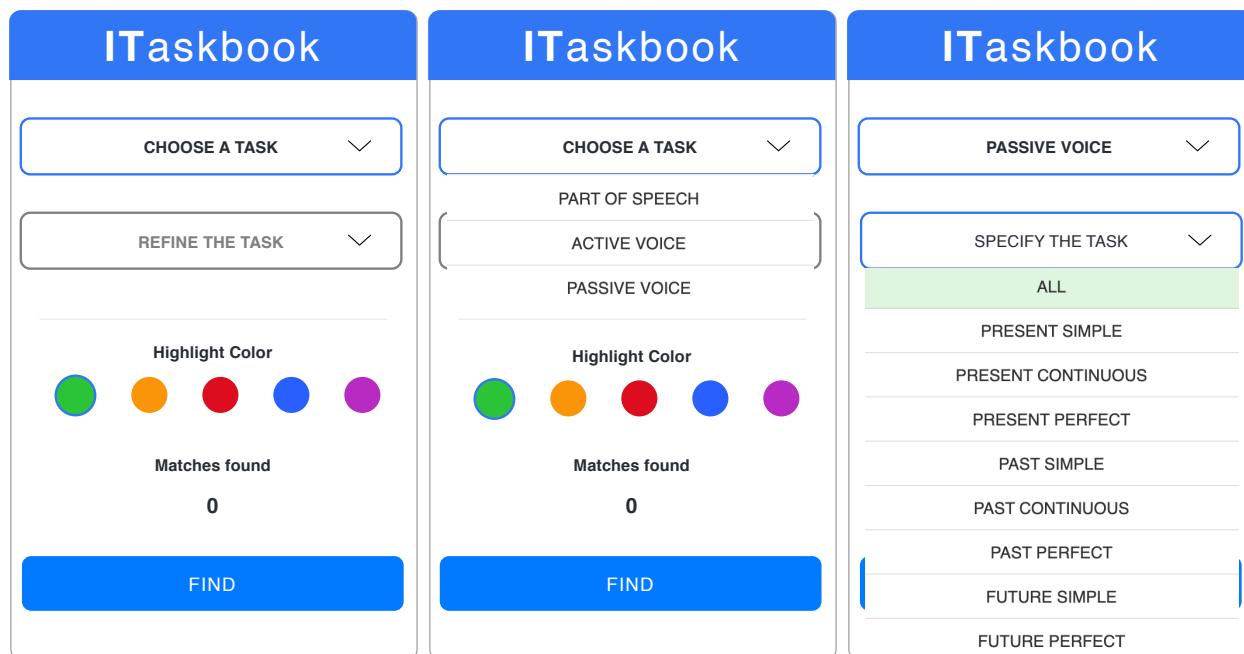 ITaskbook
CHOOSE A TASK
REFINE THE TASK
Highlight Color
Matches found
0
FIND
ITaskbook
CHOOSE A TASK
PART OF SPEECH
ACTIVE VOICE
PASSIVE VOICE
Highlight Color
Matches found
0
FIND
ITaskbook
PASSIVE VOICE
SPECIFY THE TASK
ALL
PRESENT SIMPLE
PRESENT CONTINUOUS
PRESENT PERFECT
PAST SIMPLE
PAST CONTINUOUS
PAST PERFECT
FUTURE SIMPLE
FUTURE PERFECT